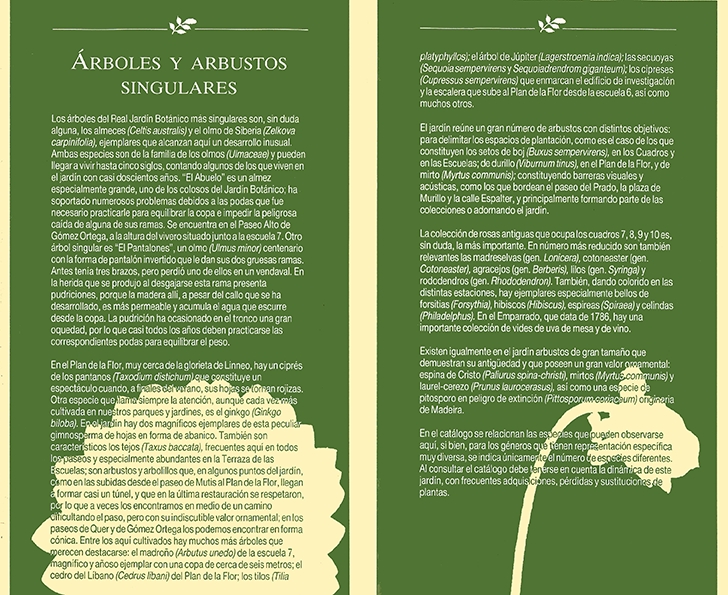 ÁRBOLES Y ARBUSTOS
SINGULARES
Los árboles del Real Jardín Botánico más singulares son, sin duda
alguna, los almeces (Celtis australis) y el olmo de Siberia (Zelkova
carpinifolia), ejemplares que alcanzan aquí un desarrollo inusual.
Ambas especies son de la familia de los olmos (Ulmaceae) y pueden
llegar a vivir hasta cinco siglos, contando algunos de los que viven en
el jardín con casi doscientos años. "El Abuelo" es un almez
especialmente grande, uno de los colosos del Jardín Botánico; ha
soportado numerosos problemas debidos a las podas que fue
necesario practicarle para equilibrar la copa e impedir la peligrosa
caída de alguna de sus ramas. Se encuentra en el Paseo Alto de
Gómez Ortega, a la altura del vivero situado junto a la escuela 7. Otro
árbol singular es "El Pantalones", un olmo (Ulmus minor) centenario
con la forma de pantalón invertido que le dan sus dos gruesas ramas.
Antes tenía tres brazos, pero perdió uno de ellos en un vendaval. En
la herida que se produjo al desgajarse esta rama presenta
pudriciones, porque la madera allí, a pesar del callo que se ha
desarrollado, es más permeable y acumula el agua que escurre
desde la copa. La pudrición ha ocasionado en el tronco una gran
oquedad, por lo que casi todos los años deben practicarse las
correspondientes podas para equilibrar el peso.
En el Plan de la Flor, muy cerca de la glorieta de Linneo, hay un ciprés
de los pantanos (Taxodium distichum) que constituye un
espectáculo cuando, a finales del verano, sus hojas se tornan rojizas.
Otra especie que llama siempre la atención, aunque cada vez más
cultivada en nuestros parques y jardines, es el ginkgo (Ginkgo
biloba). En el jardín hay dos magníficos ejemplares de esta peculiar
gimnosperma de hojas en forma de abanico. También son
característicos los tejos (Taxus baccata), frecuentes aquí en todos
los paseos y especialmente abundantes en la Terraza de las
Escuelas; son arbustos y arbolillos que, en algunos puntos del jardín,
como en las subidas desde el paseo de Mutis al Plan de la Flor, llegan
a formar casi un túnel, y que en la última restauración se respetaron,
por lo que a veces los encontramos en medio de un camino
dificultando el paso, pero con su indiscutible valor ornamental; en los
paseos de Quer y de Gómez Ortega los podemos encontrar en forma
cónica. Entre los aquí cultivados hay muchos más árboles que
merecen destacarse: el madroño (Arbutus unedo) de la escuela 7,
magnífico y añoso ejemplar con una copa de cerca de seis metros; el
cedro del Líbano (Cedrus libani) del Plan de la Flor; los tilos (Tilia
platyphyllos); el árbol de Júpiter (Lagerstroemia indica); las secuoyas
(Sequoia sempervirens y Sequoiadrendrom giganteum); los cipreses
(Cupressus sempervirens) que enmarcan el edificio de investigación
y la escalera que sube al Plan de la Flor desde la escuela 6, así como
muchos otros.
El jardín reúne un gran número de arbustos con distintos objetivos:
para delimitar los espacios de plantación, como es el caso de los que
constituyen los setos de boj (Buxus sempervirens), en los Cuadros y
en las Escuelas; de durillo (Viburnum tinus), en el Plan de la Flor, y de
mirto (Myrtus communis); constituyendo barreras visuales y
acústicas, como los que bordean el paseo del Prado, la plaza de
Murillo y la calle Espalter, y principalmente formando parte de las
colecciones o adornando el jardín.
La colección de rosas antiguas que ocupa los cuadros 7, 8, 9 y 10 es,
sin duda, la más importante. En número más reducido son también
relevantes las madreselvas (gen. Lonicera), cotoneaster (gen.
Cotoneaster), agracejos (gen. Berberis), lilos (gen. Syringa) y
rododendros (gen. Rhododendron). También, dando colorido en las
distintas estaciones, hay ejemplares especialmente bellos de
forsitias (Forsythia), hibiscos (Hibiscus), espireas (Spiraea) y celindas
(Philadelphus). En el Emparrado, que data de 1786, hay una
importante colección de vides de uva de mesa y de vino.
Existen igualmente en el jardín arbustos de gran tamaño que
demuestran su antigüedad y que poseen un gran valor ornamental:
espina de Cristo (Paliurus spina-christi), mirtos (Myrtus communis) y
laurel-cerezo (Prunus laurocerasus), así como una especie de
pitosporo en peligro de extinción (Pittosporum coriaceum) originaria
de Madeira.
En el catálogo se relacionan las especies que pueden observarse
aquí, si bien, para los géneros que tienen representación específica
muy diversa, se indica únicamente el número de especies diferentes.
Al consultar el catálogo debe tenerse en cuenta la dinámica de este
jardín, con frecuentes adquisiciones, pérdidas y sustituciones de
plantas.